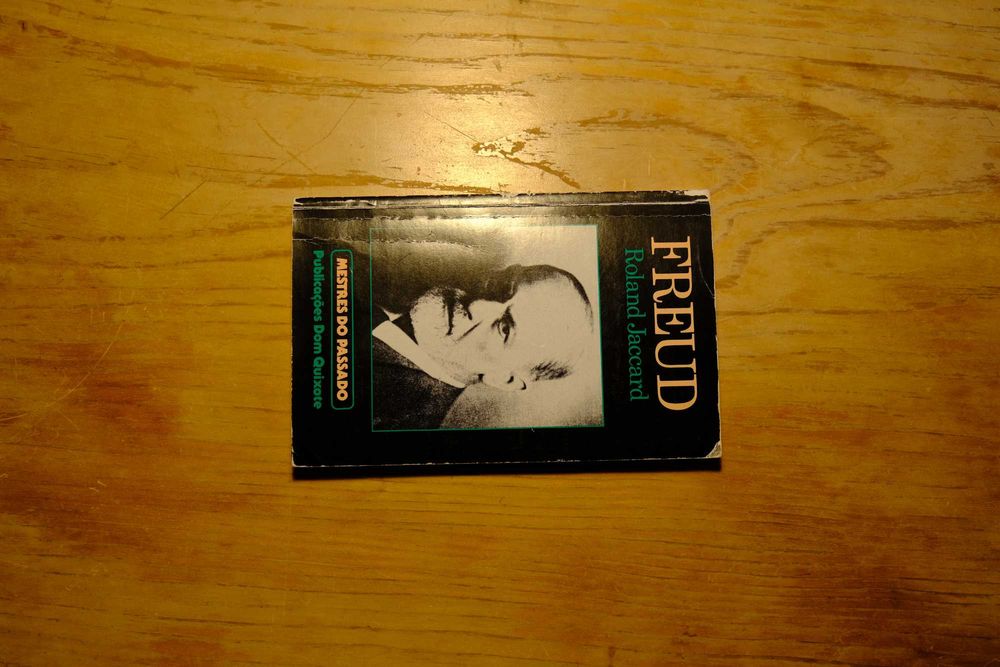 FREUD
Roland Jaccard
MESTRES DO PASSADO
Publicações Dom Quixote